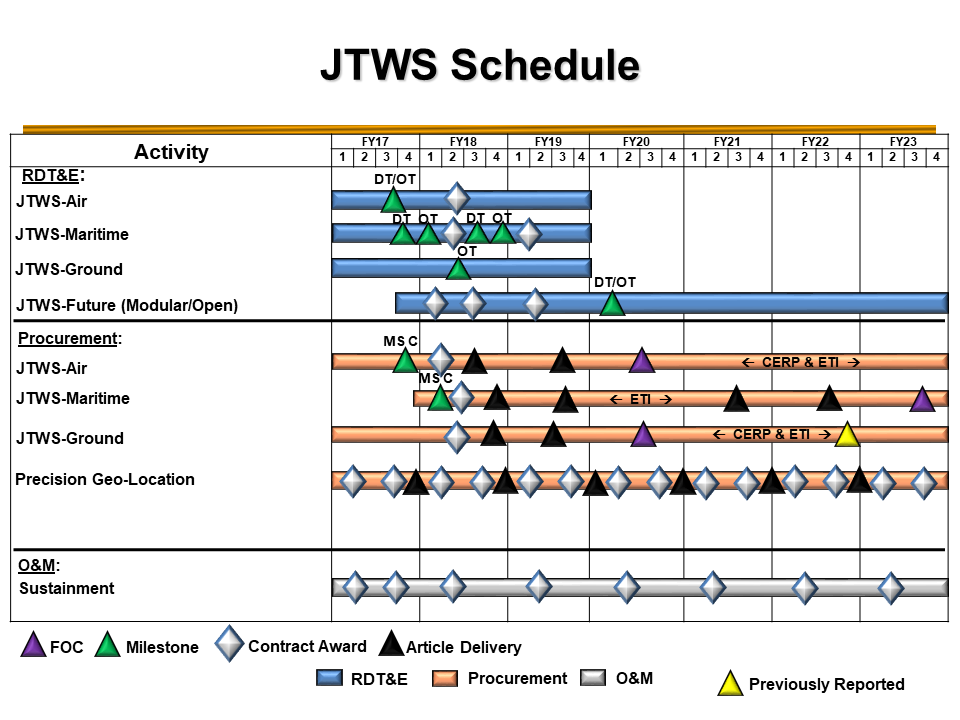 JTWS Schedule
Activity
FY17 FY18 FY19 FY20 FY21 FY22 FY23
1 2 3 4 1 2 3 4 1 2 3 4 1 2 3 4 1 2 3 4 1 2 3 4 1 2 3 4
RDT&E:
DT/OT
JTWS-Air
DT OT DT OT
JTWS-Maritime
OT
JTWS-Ground
DT/OT
JTWS-Future (Modular/Open)
Procurement:
MS C
JTWS-Air
← CERP & ETI →
MS C
JTWS-Maritime
← ETI →
JTWS-Ground
← CERP & ETI →
Precision Geo-Location
O&M:
Sustainment
FOC Milestone Contract Award Article Delivery
RDT&E Procurement O&M
Previously Reported